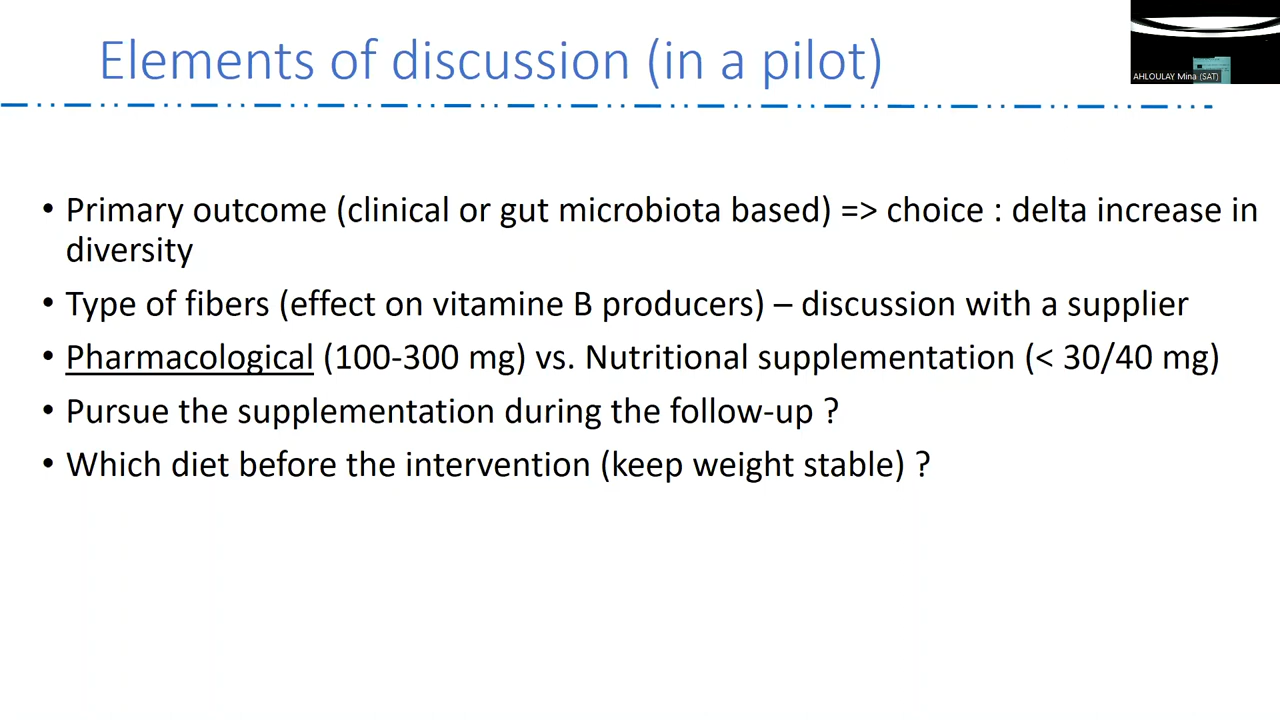 Elements of discussion (in a pilot)
AHLOULAY Mina (SAT)
• Primary outcome (clinical or gut microbiota based) => choice : delta increase in
diversity
• Type of fibers (effect on vitamine B producers) – discussion with a supplier
• Pharmacological (100-300 mg) vs. Nutritional supplementation (< 30/40 mg)
• Pursue the supplementation during the follow-up ?
• Which diet before the intervention (keep weight stable) ?